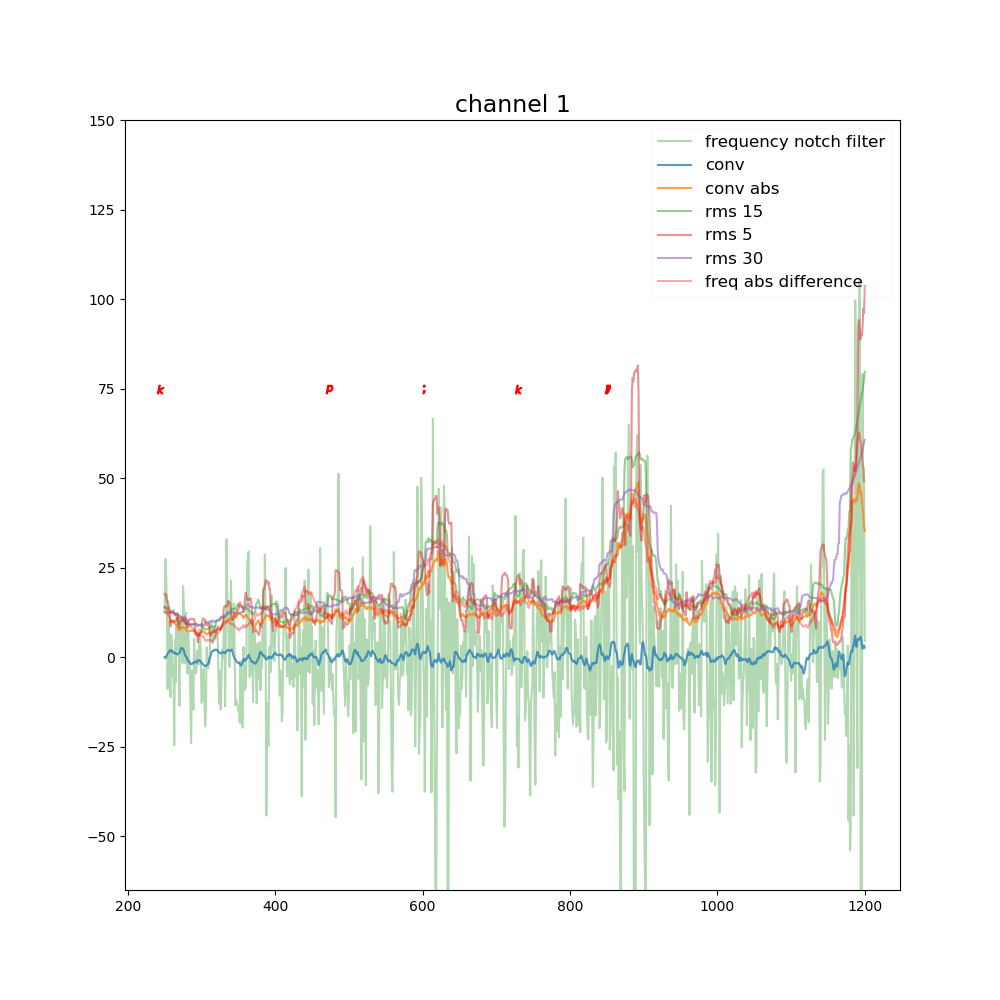 channel 1
150
125
100
75
50
25
0
−25
−50
frequency notch filter
conv
conv abs
rms 15
rms 5
rms 30
freq abs difference
k p ; k
200 400 600 800 1000 1200